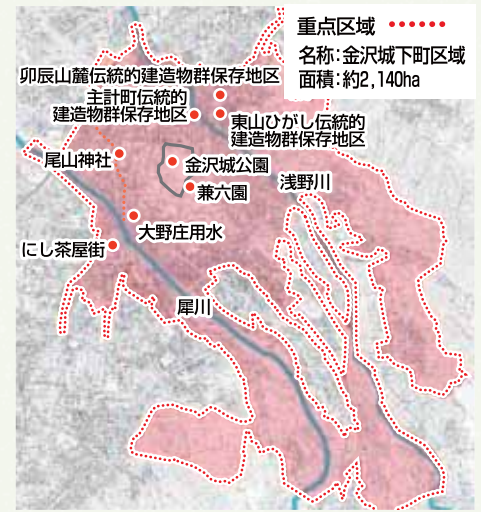 重点区域
名称：金沢城下町区域
面積：約2,140ha
卯辰山麓伝統的建造物群保存地区
主計町伝統的
建造物群保存地区
東山ひがし伝統的
建造物群保存地区
尾山神社
金沢城公園
浅野川
兼六園
大野庄用水
にし茶屋街
犀川